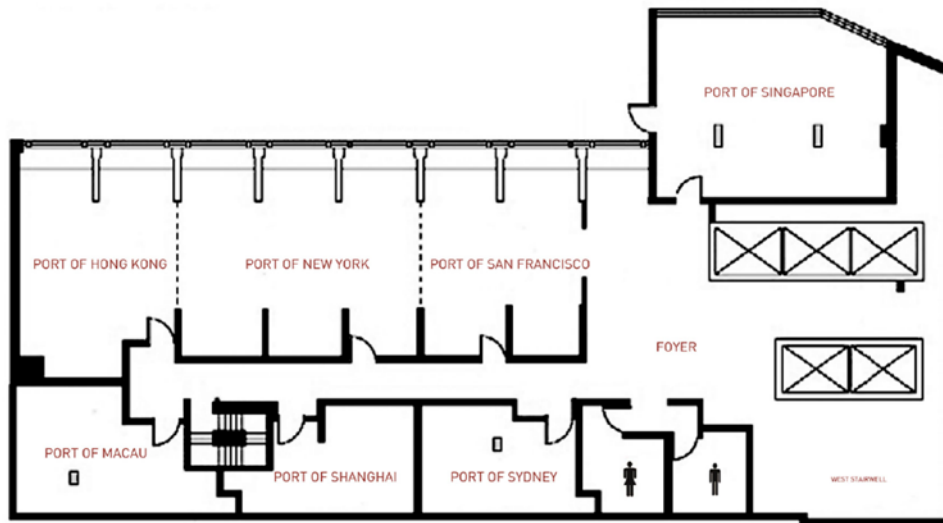 PORT OF SINGAPORE
PORT OF HONG KONG
PORT OF NEW YORK
PORT OF SAN FRANCISCO
FOYER
PORT OF MACAU
PORT OF SHANGHAI
PORT OF SYDNEY
WEST STAIRWELL